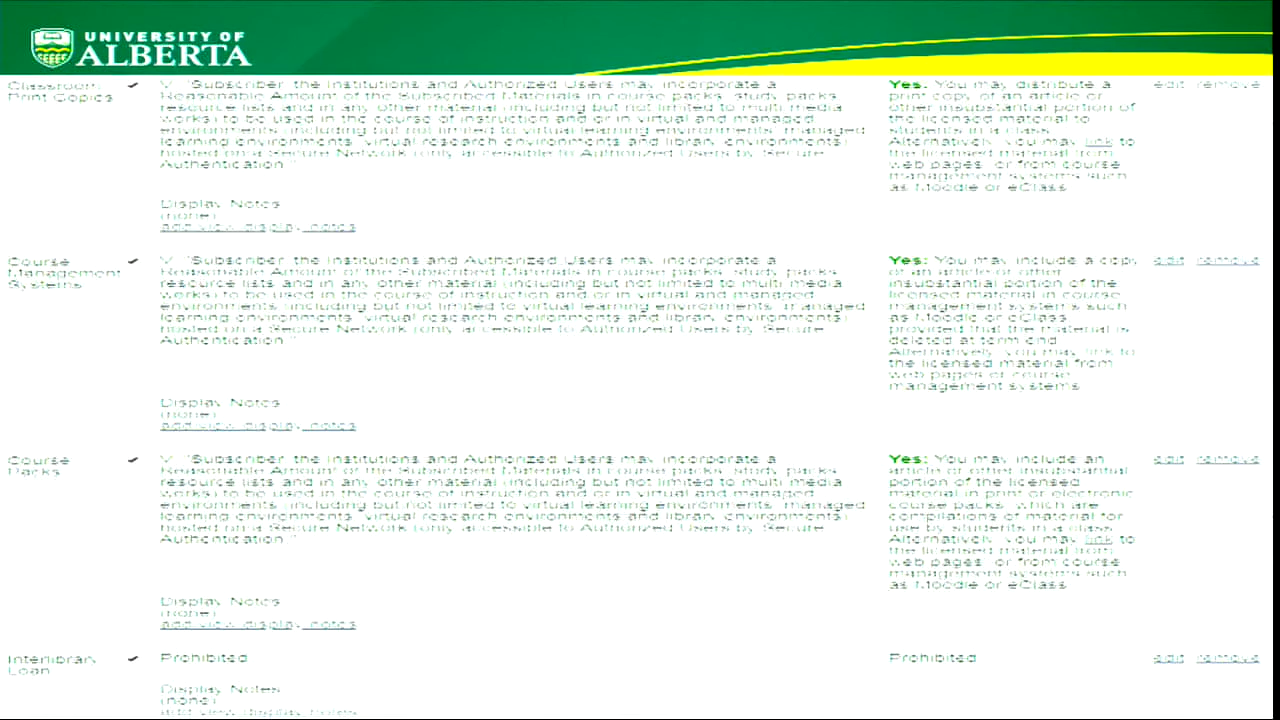 UNIVERSITY OF
ALBERTA
Classroom
Print Copics
V. "Subscriber, the Institutions and Authorized Users may incorporate a
Reasonable Amount of the Subscribed Materials in course packs, study packs,
resource lists and in any other material (including but not limited to multi media
works) to be used in the course of instruction and/or in virtual and managed
environments (including but not limited to virtual learning environments, managed
learning environments, virtual research environments and library environments)
hosted on a Secure Network (only accessible to Authorized Users by Secure
Authentication."
Display Notes
(none)
add/view display notes
Yes. You may distribute a
print copy of an article or
other insubstantial portion of
the licensed material to
students in a class.
Alternatively, you may link to
the licensed material from
web pages, or from course
management systems such
as Moodle or eClass
edit remove
Course
Management
Systems
V. "Subscriber, the Institutions and Authorized Users may incorporate a
Reasonable Amount of the Subscribed Materials in course packs, study packs,
resource lists and in any other material (including but not limited to multi media
works) to be used in the course of instruction and/or in virtual and managed
environments (including but not limited to virtual learning environments, managed
learning environments, virtual research environments and library environments)
hosted on a Secure Network (only accessible to Authorized Users by Secure
Authentication."
Display Notes
(none)
add/view display notes
Yes: You may include a copy
of an article or other
insubstantial portion of the
licensed material in course
management systems such
as Moodle or eClass
provided that the material is
deleted at term end.
Alternatively, you may link to
the licensed material from
web pages or course
management systems
edit remove
Course
Packs
V. "Subscriber, the Institutions and Authorized Users may incorporate a
Reasonable Amount of the Subscribed Materials in course packs, study packs,
resource lists and in any other material (including but not limited to multi media
works) to be used in the course of instruction and/or in virtual and managed
environments (including but not limited to virtual learning environments, managed
learning environments, virtual research environments and library environments)
hosted on a Secure Network (only accessible to Authorized Users by Secure
Authentication."
Display Notes
(none)
add/view display notes
Yes: You may include an
article or other insubstantial
portion of the licensed
material in print or electronic
course packs, which are
compilations of material for
use by students in a class.
Alternatively, you may link to
the licensed material from
web pages, or from course
management systems such
as Moodle or eClass
edit remove
Interlibrary
Loan
Prohibited
Display Notes
(none)
add/view display notes
Prohibited
edit remove